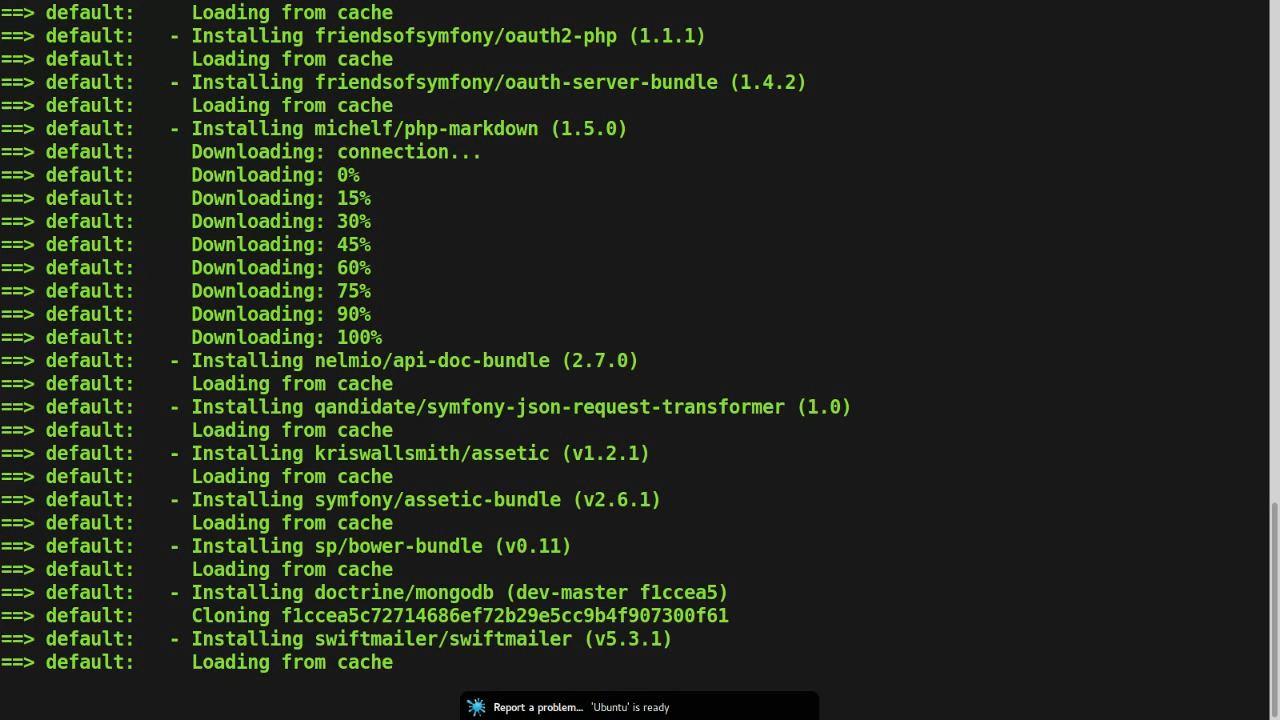 ==> default:     Loading from cache
==> default:   - Installing friendsofsymfony/oauth2-php (1.1.1)
==> default:     Loading from cache
==> default:   - Installing friendsofsymfony/oauth-server-bundle (1.4.2)
==> default:     Loading from cache
==> default:   - Installing michelf/php-markdown (1.5.0)
==> default:     Downloading: connection...
==> default:     Downloading: 0%
==> default:     Downloading: 15%
==> default:     Downloading: 30%
==> default:     Downloading: 45%
==> default:     Downloading: 60%
==> default:     Downloading: 75%
==> default:     Downloading: 90%
==> default:     Downloading: 100%
==> default:   - Installing nelmio/api-doc-bundle (2.7.0)
==> default:     Loading from cache
==> default:   - Installing qandidate/symfony-json-request-transformer (1.0)
==> default:     Loading from cache
==> default:   - Installing kriswallsmith/assetic (v1.2.1)
==> default:     Loading from cache
==> default:   - Installing symfony/assetic-bundle (v2.6.1)
==> default:     Loading from cache
==> default:   - Installing sp/bower-bundle (v0.11)
==> default:     Loading from cache
==> default:   - Installing doctrine/mongodb (dev-master f1ccea5)
==> default:     Cloning f1ccea5c72714686ef72b29e5cc9b4f907300f61
==> default:   - Installing swiftmailer/swiftmailer (v5.3.1)
==> default:     Loading from cache
Report a problem... 'Ubuntu' is ready